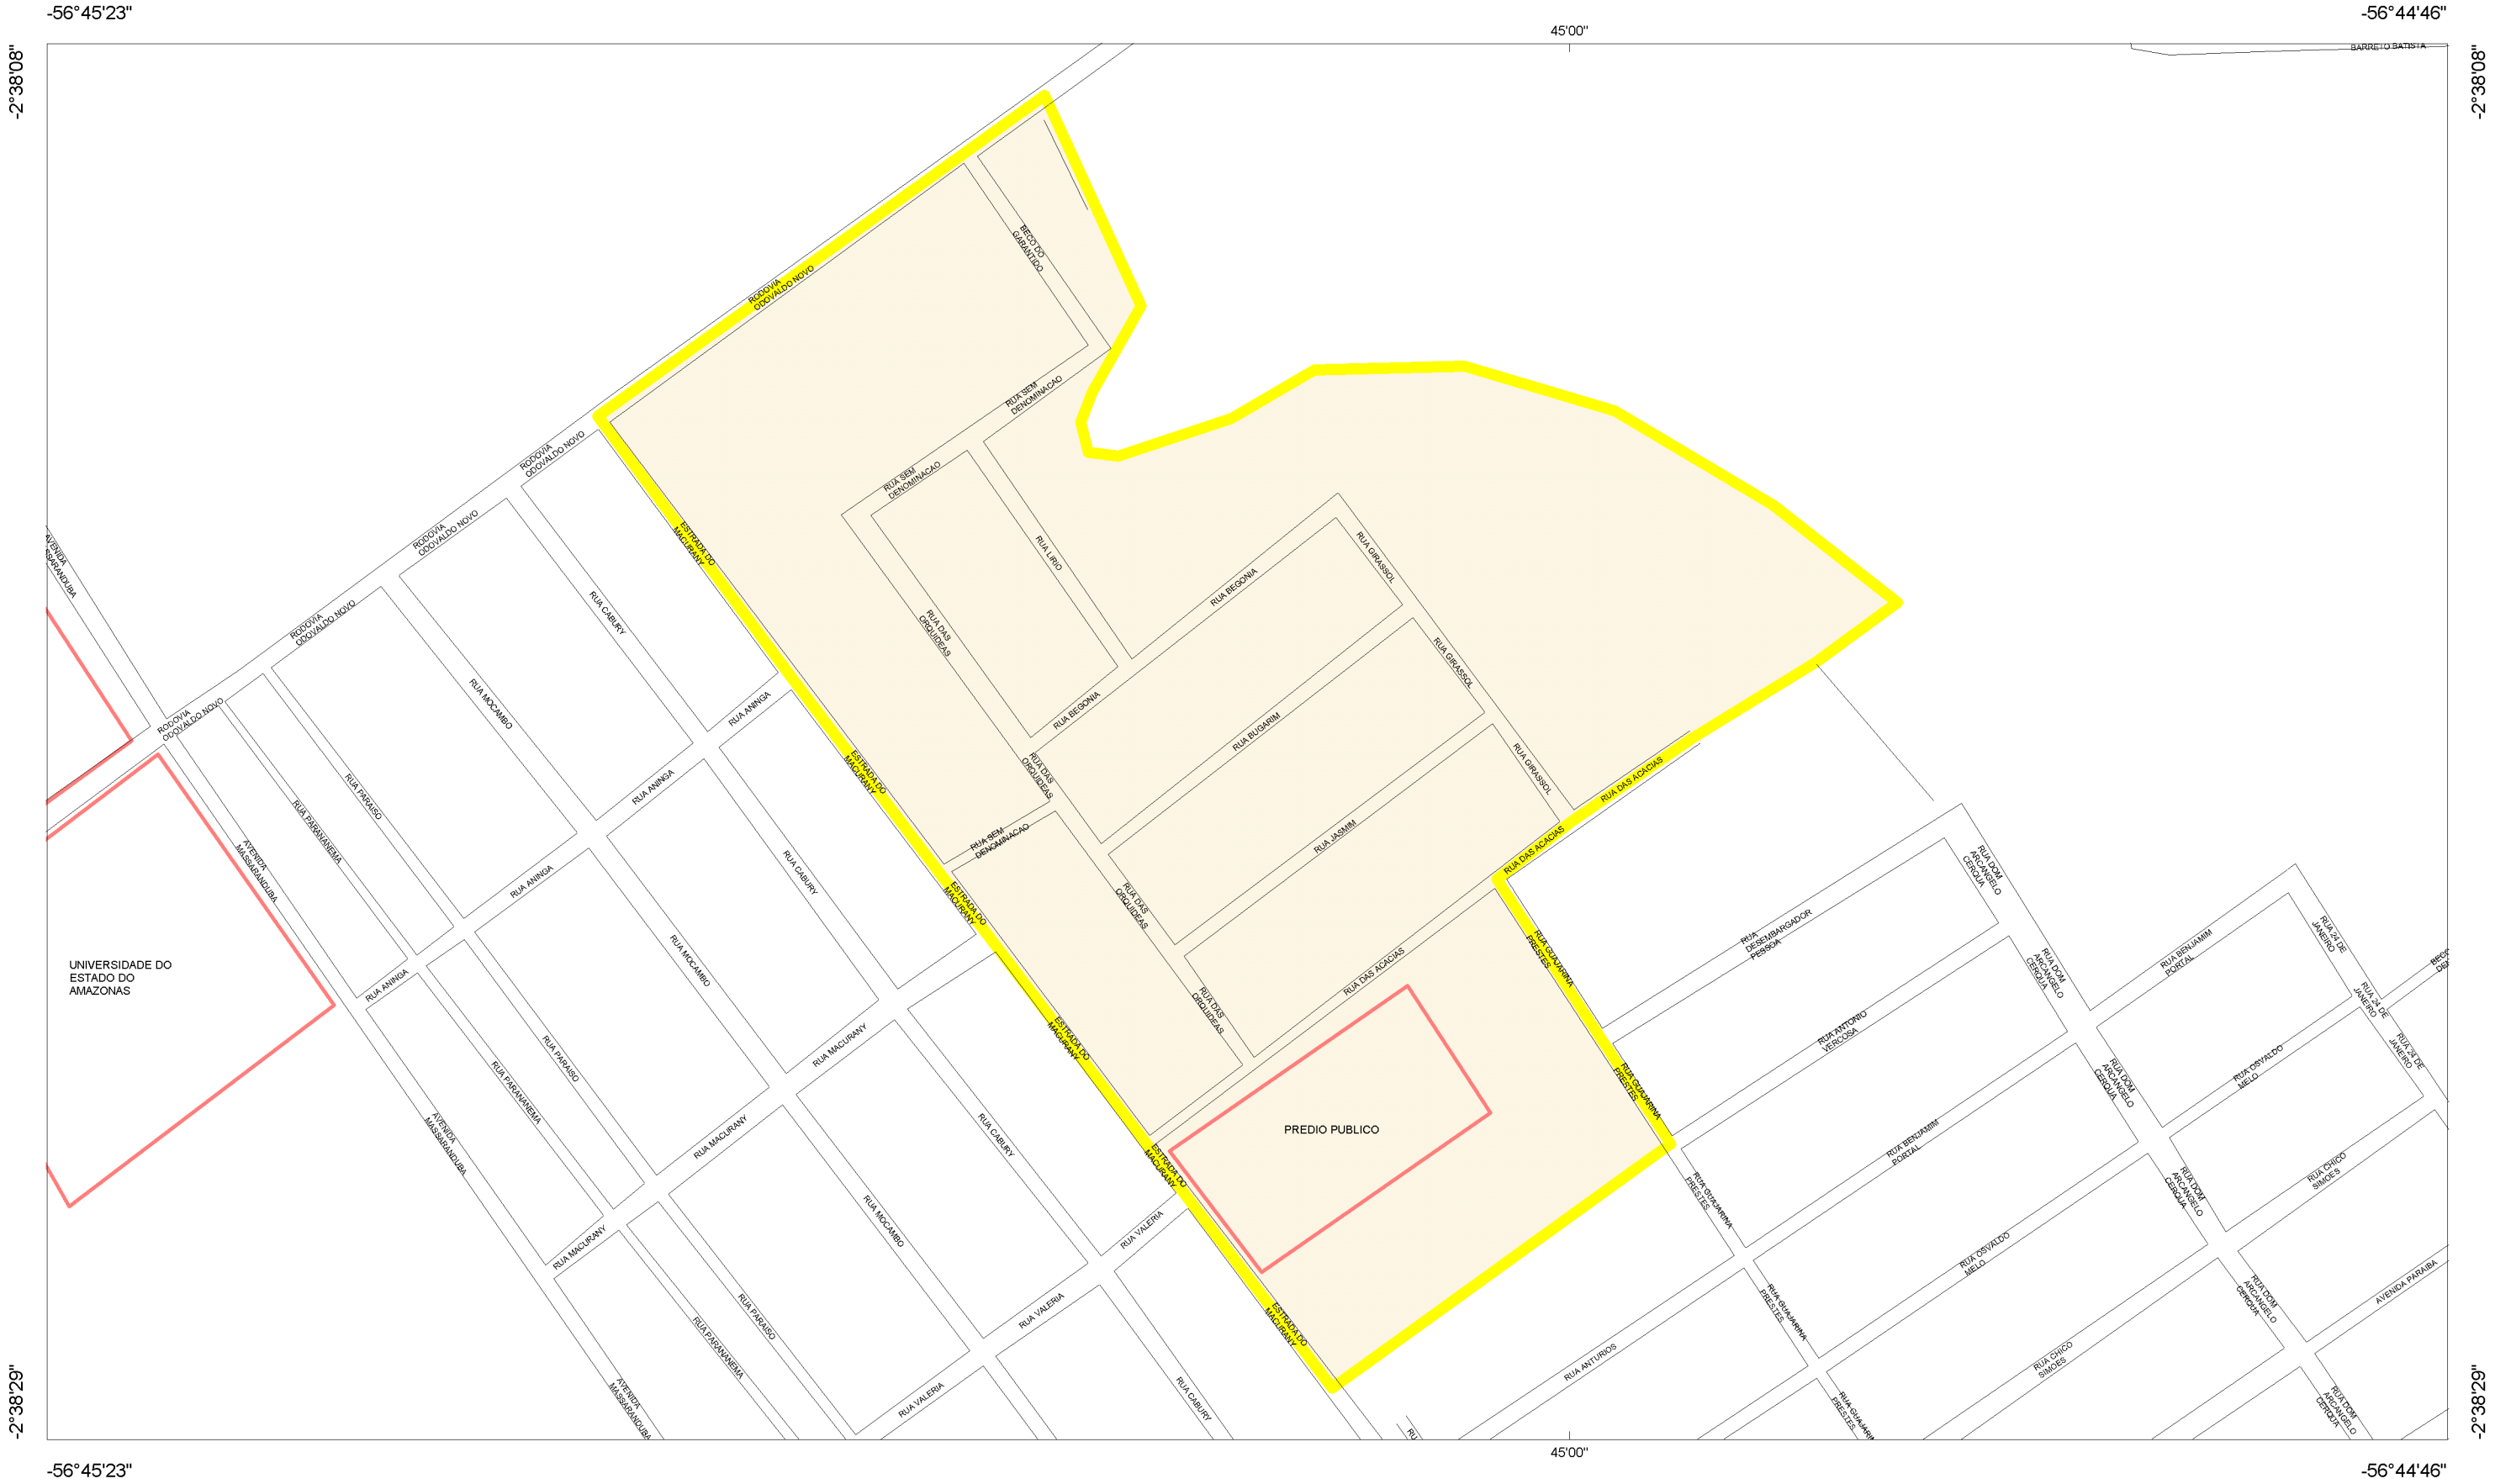 -56°45'23"
-56°44'46"
45'00"
-2°38'08"
-2°38'08"
BARRETO BATISTA
BECO DO
GARANTIDO
RODOVIA
ODOVALDO NOVO
RUA SEM
DENOMINACAO
RODOVIA
ODOVALDO NOVO
RUA SEM
DENOMINACAO
RODOVIA
ODOVALDO NOVO
ESTRADA DO
MACURANY
AVENIDA
RUA LIRIO
RUA GIRASSOL
RUA BEGONIA
RODOVIA
ODOVALDO NOVO
RUA CABURY
RUA DAS
ORQUIDEAS
RUA GIRASSOL
RUA MOCAMBO
RUA ANINGA
RUA BEGONIA
RUA BUGARIM
RODOVIA
ODOVALDO NOVO
RUA GIRASSOL
ESTRADA DO
MACURANY
RUA DAS
ORQUIDEAS
RUA DAS ACACIAS
RUA PARAISO
RUA ANINGA
RUA PARANANEMA
RUA JASMIM
RUA SEM
DENOMINACAO
RUA DAS ACACIAS
AVENIDA
MASSARANDUBA
RUA CABURY
RUA ANINGA
ESTRADA DO
MACURANY
RUA DAS
ORQUIDEAS
RUA DOM
ARCANGELO
CERQUA
RUA
DESEMBARGADOR
PESSOA
RUA 24 DE
JANEIRO
RUA BENJAMIM
PORTAL
UNIVERSIDADE DO
ESTADO DO
AMAZONAS
RUA MOCAMBO
RUA GUAJARINA
PRESTES
RUA DOM
ARCANGELO
CERQUA
RUA ANINGA
RUA DAS ACACIAS
RUA DAS
ORQUIDEAS
RUA 24 DE
JANEIRO
RUA PARAISO
RUA MACURANY
ESTRADA DO
MACURANY
RUA ANTONIO
VERCOSA
RUA 24 DE
JANEIRO
RUA PARANANEMA
RUA GUAJARINA
PRESTES
RUA DOM
ARCANGELO
CERQUA
RUA OSVALDO
MELO
AVENIDA
MASSARANDUBA
RUA MACURANY
RUA CABURY
PREDIO PUBLICO
RUA BENJAMIM
PORTAL
ESTRADA DO
MACURANY
RUA CHICO
SIMOES
RUA MOCAMBO
RUA VALERIA
RUA GUAJARINA
PRESTES
RUA DOM
ARCANGELO
CERQUA
RUA MACURANY
RUA OSVALDO
MELO
RUA PARAISO
RUA VALERIA
ESTRADA DO
MACURANY
RUA GUAJARINA
PRESTES
RUA DOM
ARCANGELO
CERQUA
AVENIDA PARAIBA
RUA PARANANEMA
RUA ANTURIOS
RUA CHICO
SIMOES
AVENIDA
MASSARANDUBA
RUA VALERIA
RUA CABURY
PRESTES
RUA DOM
ARCANGELO
CERQUA
-2°38'29"
-2°38'29"
45'00"
-56°45'23"
-56°44'46"